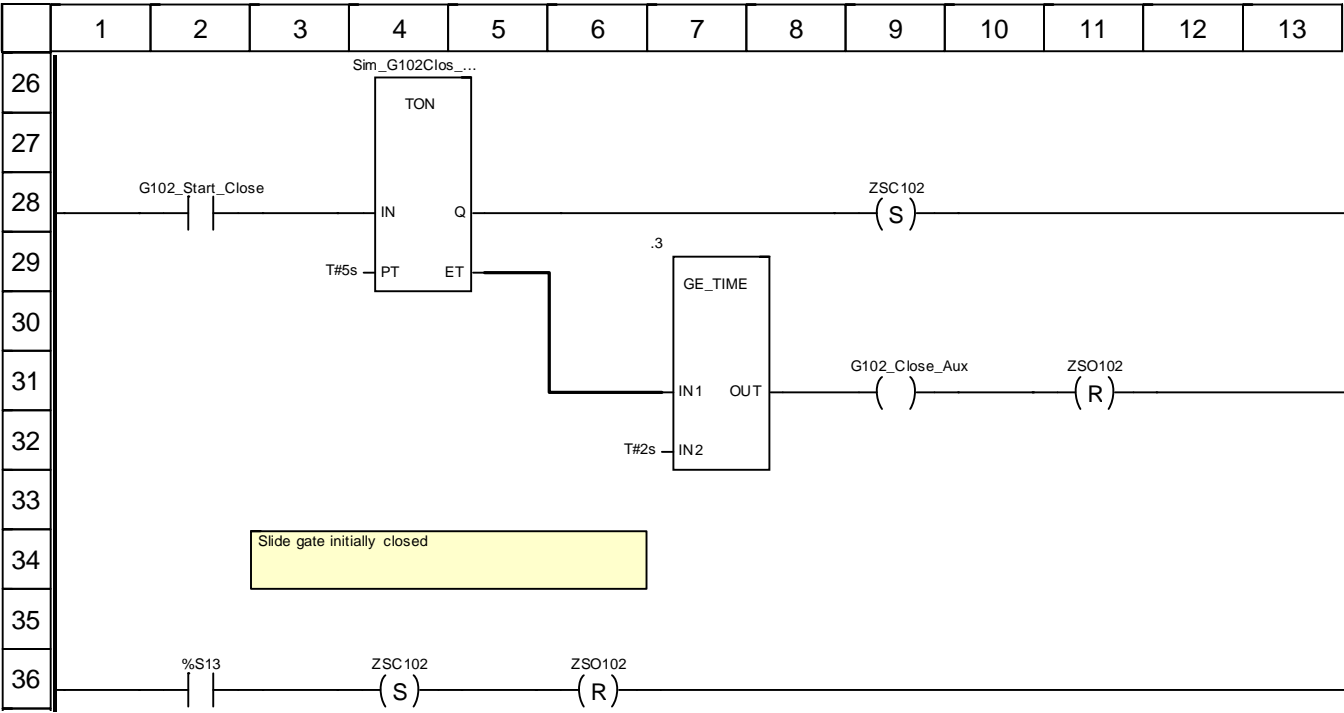 1 2 3 4 5 6 7 8 9 10 11 12 13
26
Sim_G102Clos_...
TON
27
28
G102_Start_Close
IN Q
ZSC102
S
29
T#5s PT ET
.3
GE_TIME
30
31
IN1 OUT
G102_Close_Aux
ZSO102
R
32
T#2s IN2
33
34
Slide gate initially closed
35
36
%S13
ZSC102
S
ZSO102
R